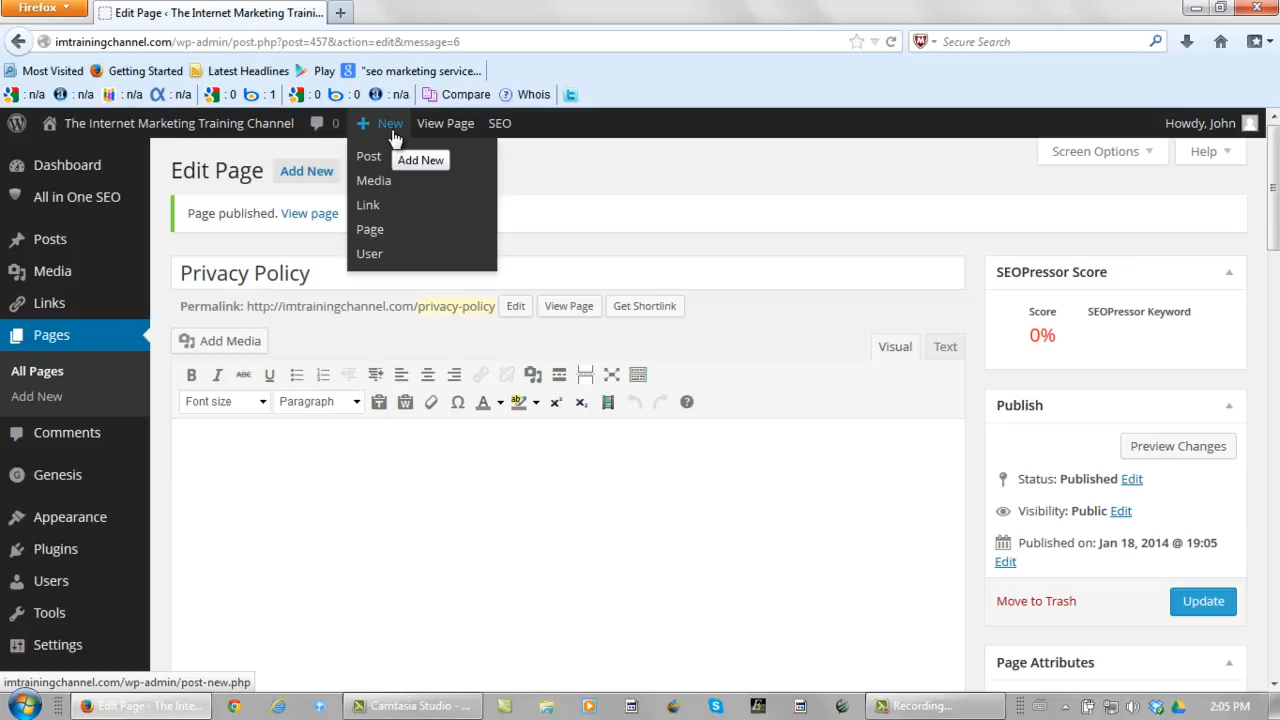 Firefox
Edit Page ‹ The Internet Marketing Traini...
imtrainingchannel.com/wp-admin/post.php?post=457&action=edit&message=6
Secure Search
Most Visited
Getting Started
Latest Headlines
Play
"seo marketing service...
: n/a
: n/a
: n/a
: n/a
: 0
: 1
: 0
: 0
: n/a
Compare
Whois
The Internet Marketing Training Channel
0
New
View Page
SEO
Howdy, John
Post
Add New
Media
Link
Page
User
Dashboard
All in One SEO
Posts
Media
Links
Pages
All Pages
Add New
Comments
Genesis
Appearance
Plugins
Users
Tools
Settings
Edit Page
Add New
Screen Options
Help
Page published. View page
Privacy Policy
Permalink: http://imtrainingchannel.com/privacy-policy
Edit
View Page
Get Shortlink
Add Media
Visual
Text
B I ABC U
Font size
Paragraph
SEOPressor Score
Score
SEOPressor Keyword
0%
Publish
Preview Changes
Status: Published Edit
Visibility: Public Edit
Published on: Jan 18, 2014 @ 19:05
Edit
Move to Trash
Update
Page Attributes
imtrainingchannel.com/wp-admin/post-new.php
Edit Page ‹ The Inte...
Camtasia Studio - ...
Recording...
2:05 PM